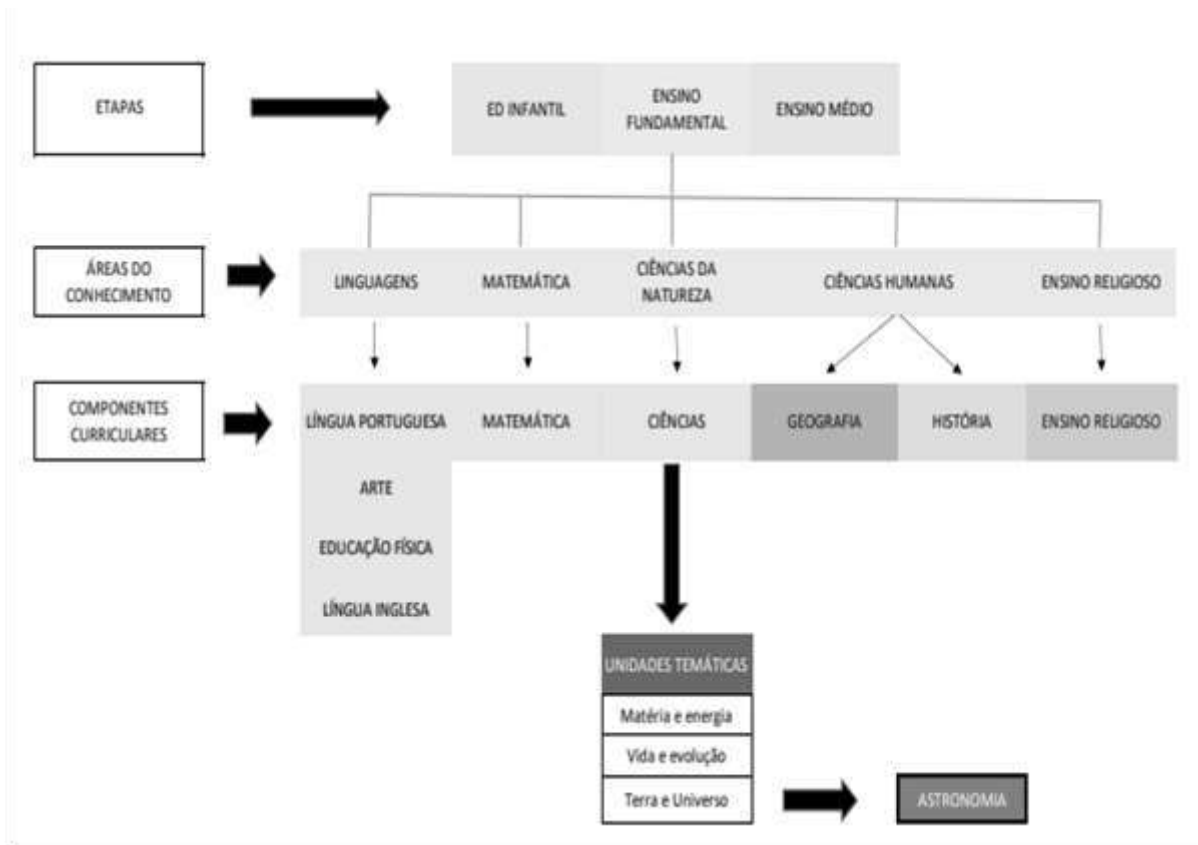 ETAPAS
ED INFANTIL
ENSINO
FUNDAMENTAL
ENSINO MÉDIO
ÁREAS DO
CONHECIMENTO
LINGUAGENS
MATEMÁTICA
CIÊNCIAS DA
NATUREZA
CIÊNCIAS HUMANAS
ENSINO RELIGIOSO
COMPONENTES
CURRICULARES
LÍNGUA PORTUGUESA
MATEMÁTICA
CIÊNCIAS
GEOGRAFIA
HISTÓRIA
ENSINO RELIGIOSO
ARTE
EDUCAÇÃO FÍSICA
LÍNGUA INGLESA
UNIDADES TEMÁTICAS
Matéria e energia
Vida e evolução
Terra e Universo
ASTRONOMIA